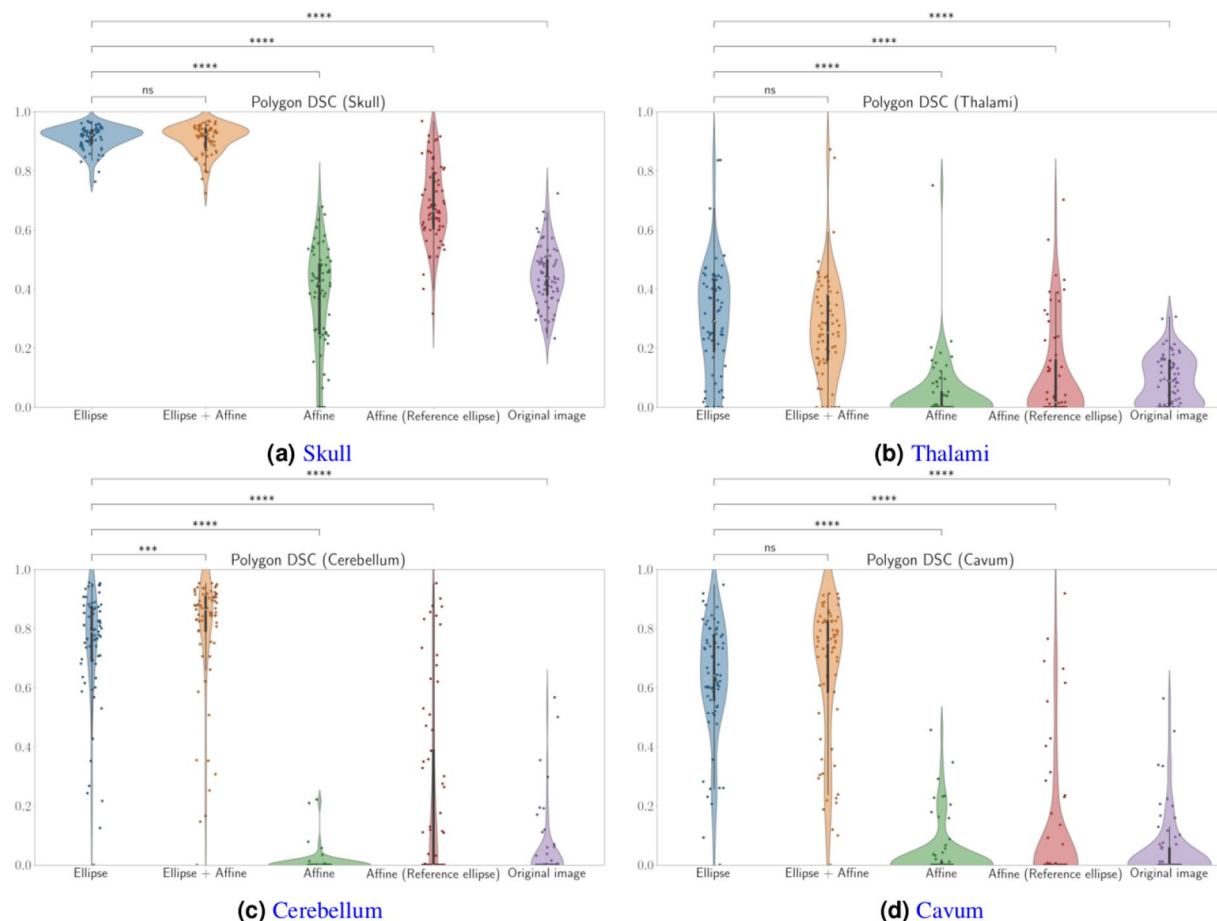 ****
****
****
ns
Polygon DSC (Skull)
1.0
0.8
0.6
0.4
0.2
0.0
Ellipse
Ellipse + Affine
Affine
Affine (Reference ellipse)
Original image
(a) Skull
****
****
****
ns
Polygon DSC (Thalami)
1.0
0.8
0.6
0.4
0.2
0.0
Ellipse
Ellipse + Affine
Affine
Affine (Reference ellipse)
Original image
(b) Thalami
****
****
****
***
Polygon DSC (Cerebellum)
1.0
0.8
0.6
0.4
0.2
0.0
Ellipse
Ellipse + Affine
Affine
Affine (Reference ellipse)
Original image
(c) Cerebellum
****
****
****
ns
Polygon DSC (Cavum)
1.0
0.8
0.6
0.4
0.2
0.0
Ellipse
Ellipse + Affine
Affine
Affine (Reference ellipse)
Original image
(d) Cavum